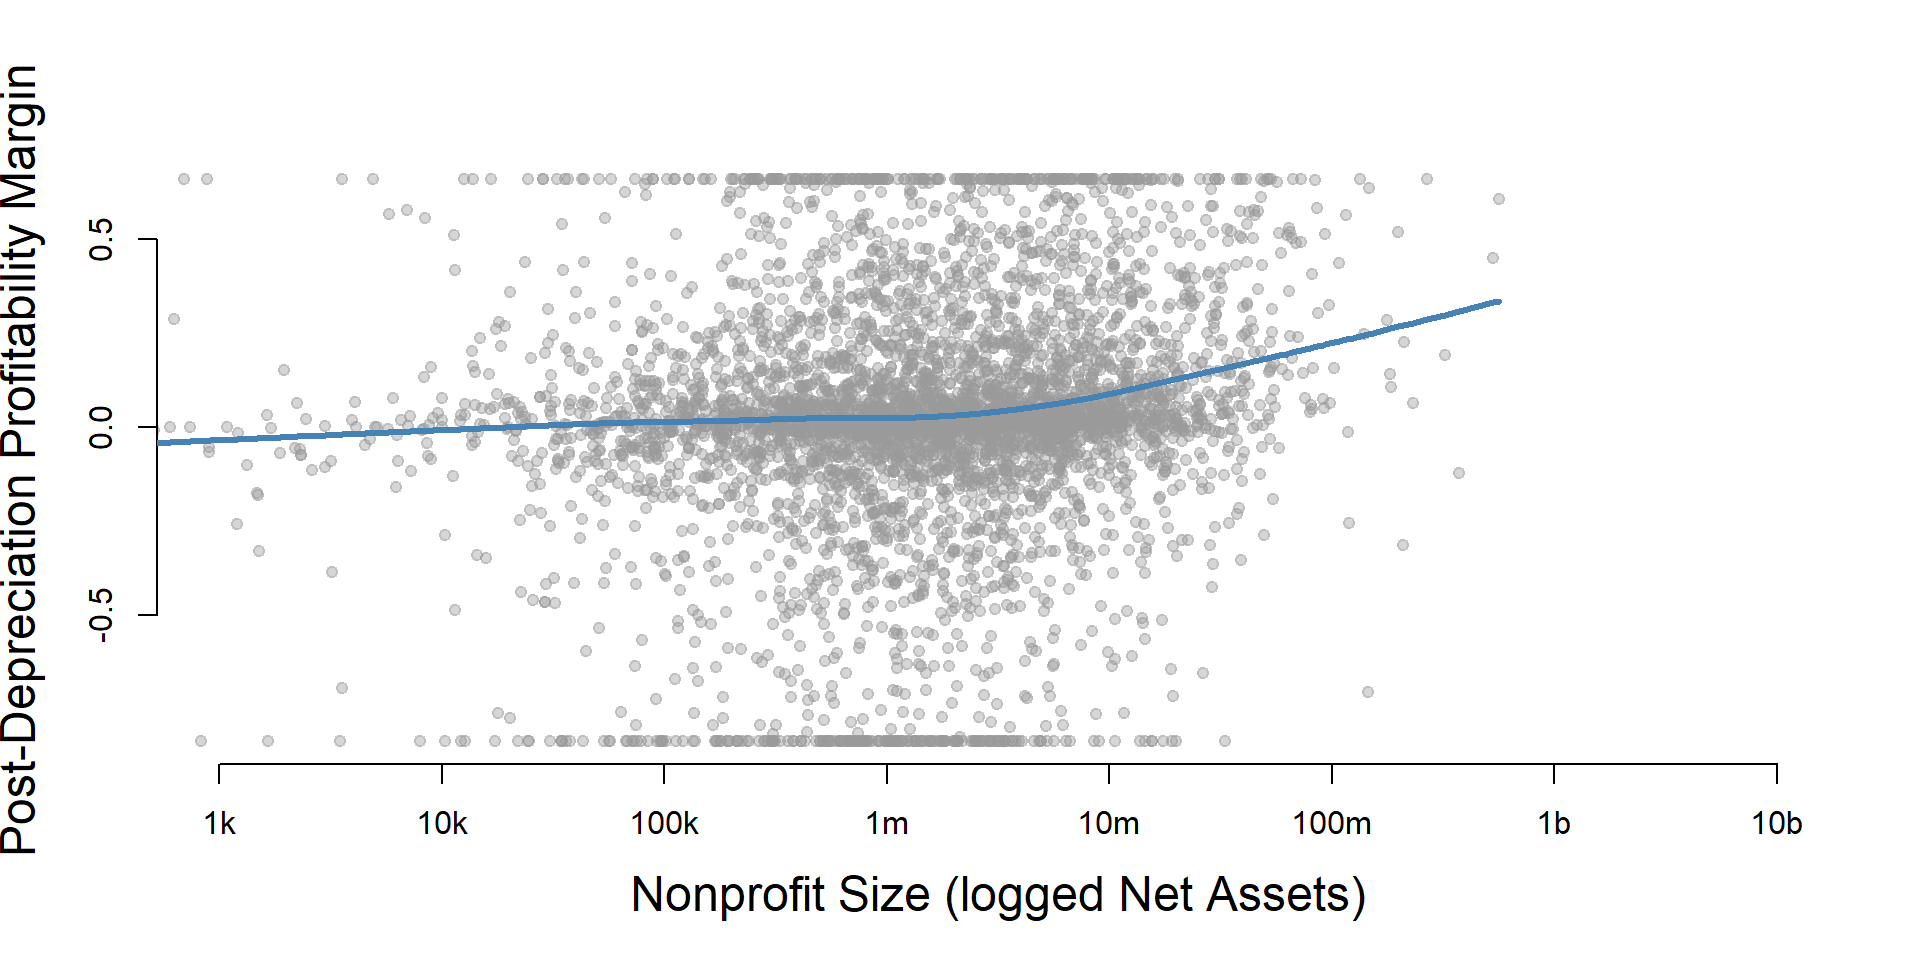 Post-Depreciation Profitability Margin
0.5
0.0
-0.5
1k 10k 100k 1m 10m 100m 1b 10b
Nonprofit Size (logged Net Assets)